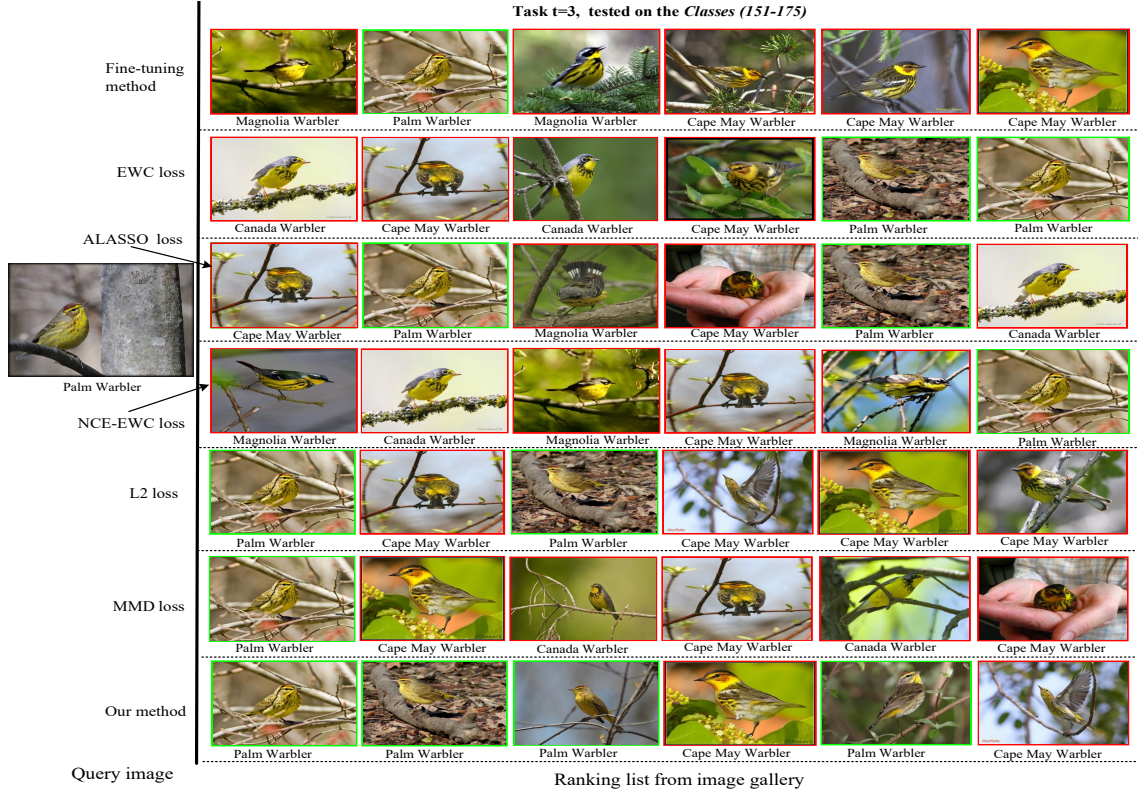 Task t=3, tested on the Classes (151-175)
Fine-tuning
method
Magnolia Warbler
Palm Warbler
Magnolia Warbler
Cape May Warbler
Cape May Warbler
Cape May Warbler
EWC loss
Canada Warbler
Cape May Warbler
Canada Warbler
Cape May Warbler
Palm Warbler
Palm Warbler
ALASSO loss
Cape May Warbler
Palm Warbler
Magnolia Warbler
Cape May Warbler
Palm Warbler
Canada Warbler
Palm Warbler
NCE-EWC loss
Magnolia Warbler
Canada Warbler
Magnolia Warbler
Cape May Warbler
Magnolia Warbler
Palm Warbler
L2 loss
Palm Warbler
Cape May Warbler
Palm Warbler
Cape May Warbler
Cape May Warbler
Cape May Warbler
MMD loss
Palm Warbler
Cape May Warbler
Canada Warbler
Cape May Warbler
Canada Warbler
Cape May Warbler
Our method
Palm Warbler
Palm Warbler
Palm Warbler
Cape May Warbler
Palm Warbler
Cape May Warbler
Query image
Ranking list from image gallery